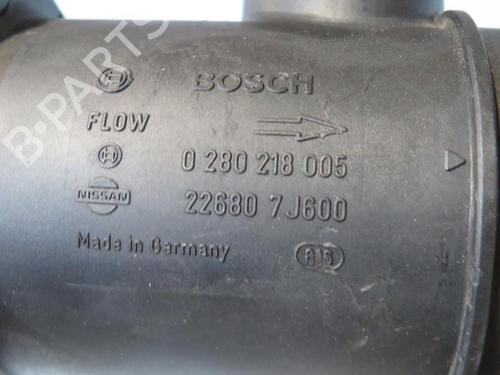 BOSCH
FLOW
0 280 218 005
NISSAN 22680 7J600
Made in Germany
B-PARTS